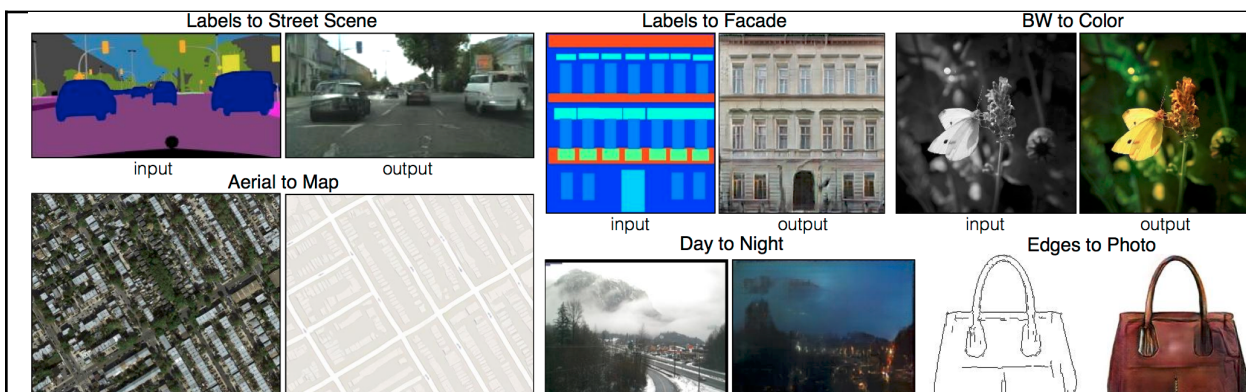 Labels to Street Scene
input
output
Aerial to Map
Labels to Facade
input
output
BW to Color
input
output
Day to Night
Edges to Photo